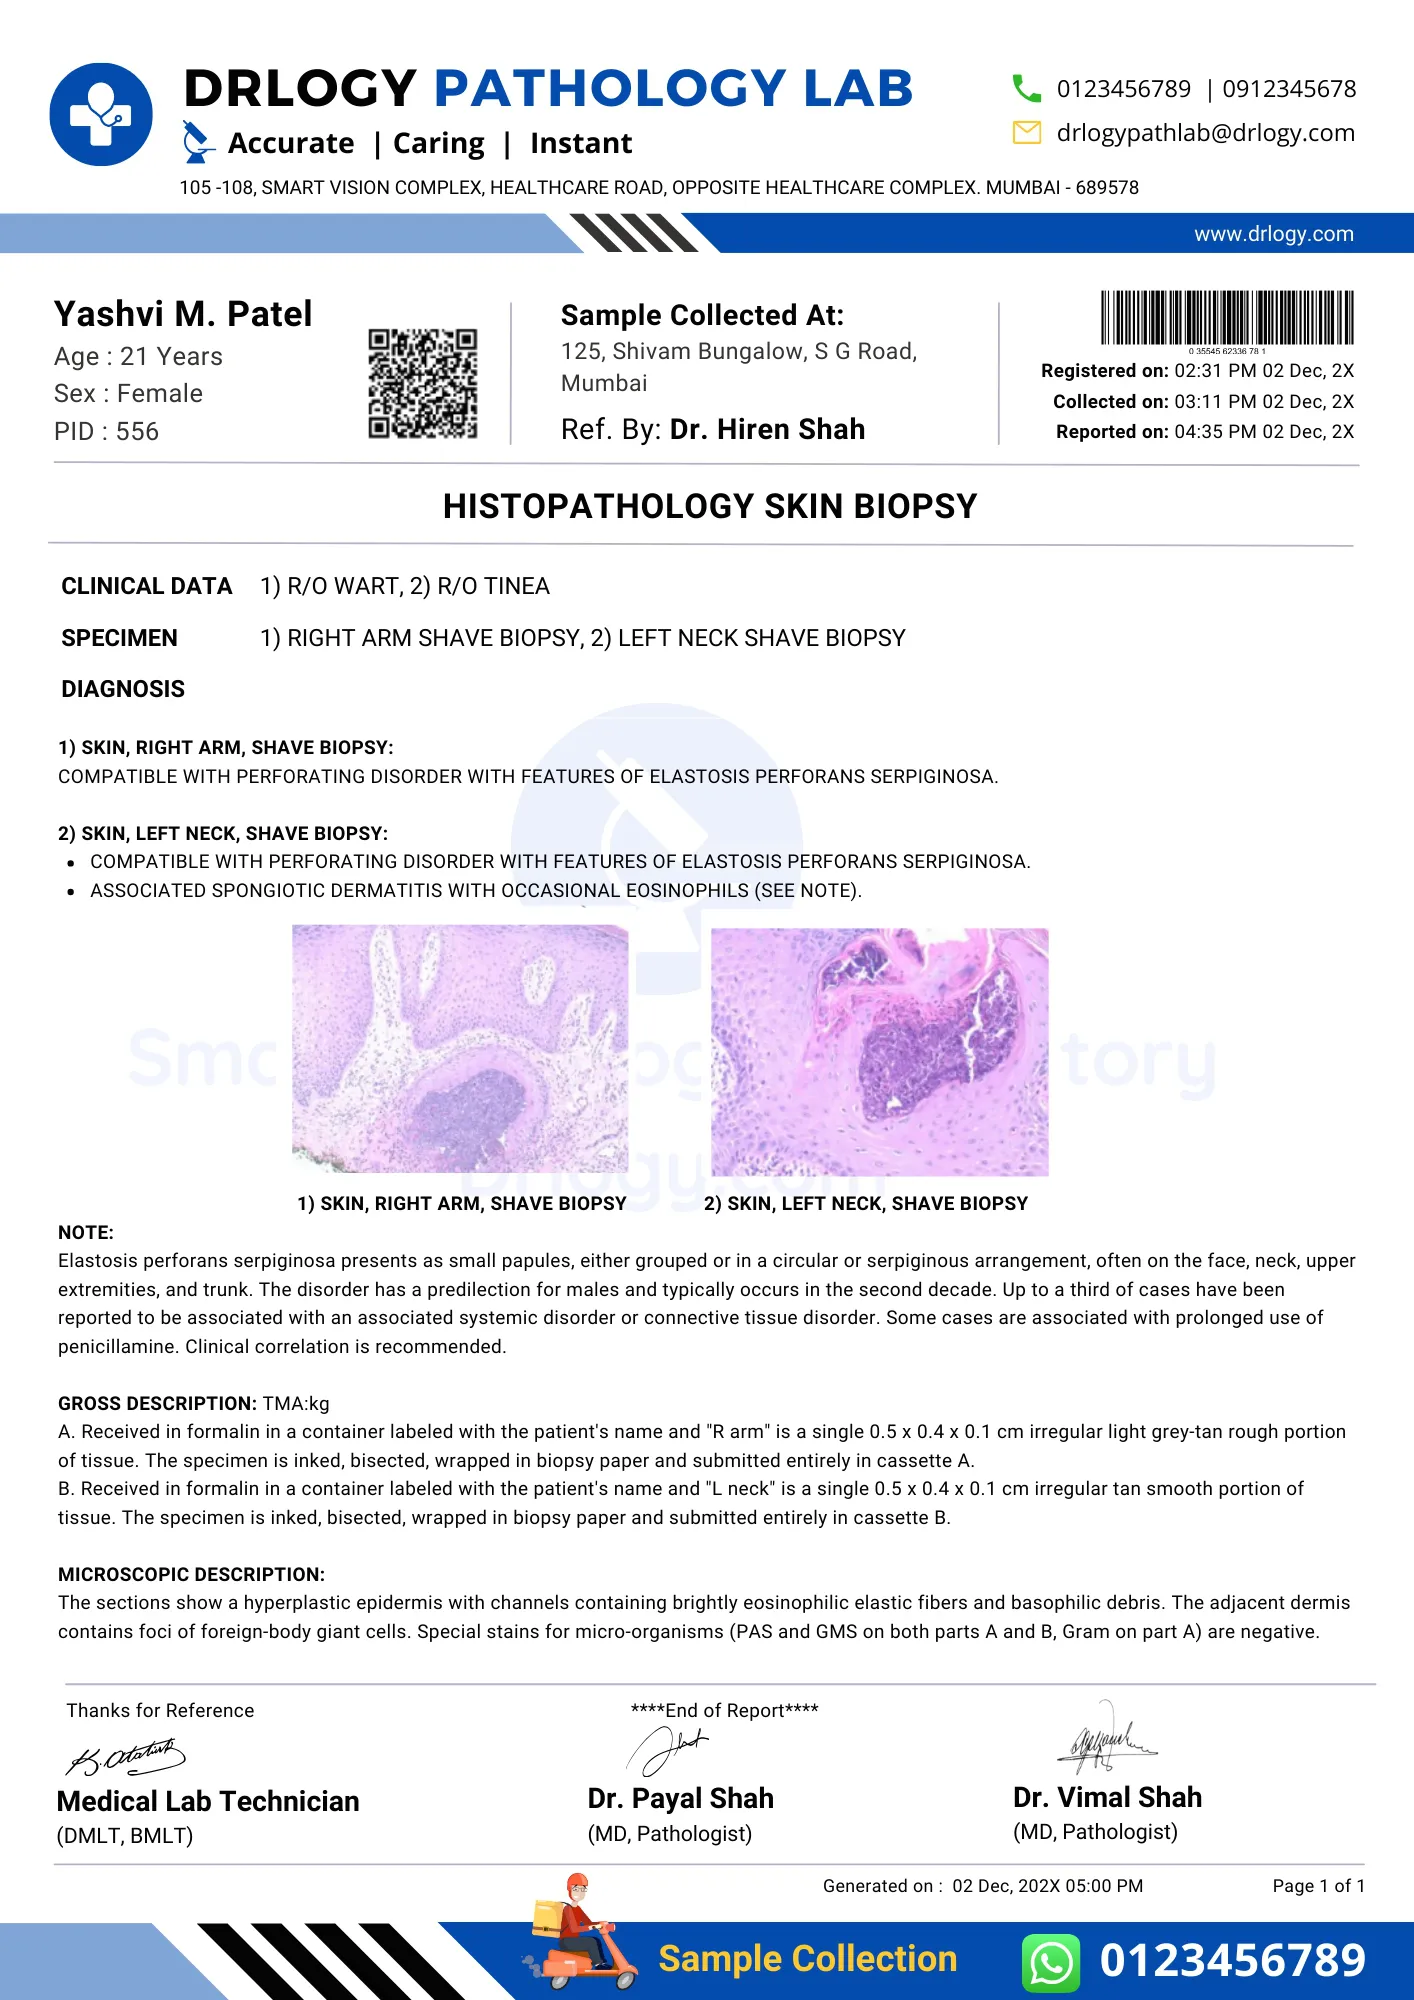 DRLOGY PATHOLOGY LAB
Accurate | Caring | Instant
0123456789 | 0912345678
drlogypathlab@drlogy.com
105 -108, SMART VISION COMPLEX, HEALTHCARE ROAD, OPPOSITE HEALTHCARE COMPLEX. MUMBAI - 689578
www.drlogy.com
Yashvi M. Patel
Age : 21 Years
Sex : Female
PID : 556
Sample Collected At:
125, Shivam Bungalow, S G Road,
Mumbai
Ref. By: Dr. Hiren Shah
0 35545 62336 78 1
Registered on: 02:31 PM 02 Dec, 2X
Collected on: 03:11 PM 02 Dec, 2X
Reported on: 04:35 PM 02 Dec, 2X
HISTOPATHOLOGY SKIN BIOPSY
CLINICAL DATA 1) R/O WART, 2) R/O TINEA
SPECIMEN 1) RIGHT ARM SHAVE BIOPSY, 2) LEFT NECK SHAVE BIOPSY
DIAGNOSIS
1) SKIN, RIGHT ARM, SHAVE BIOPSY:
COMPATIBLE WITH PERFORATING DISORDER WITH FEATURES OF ELASTOSIS PERFORANS SERPIGINOSA.
2) SKIN, LEFT NECK, SHAVE BIOPSY:
• COMPATIBLE WITH PERFORATING DISORDER WITH FEATURES OF ELASTOSIS PERFORANS SERPIGINOSA.
• ASSOCIATED SPONGIOTIC DERMATITIS WITH OCCASIONAL EOSINOPHILS (SEE NOTE).
1) SKIN, RIGHT ARM, SHAVE BIOPSY
2) SKIN, LEFT NECK, SHAVE BIOPSY
NOTE:
Elastosis perforans serpiginosa presents as small papules, either grouped or in a circular or serpiginous arrangement, often on the face, neck, upper
extremities, and trunk. The disorder has a predilection for males and typically occurs in the second decade. Up to a third of cases have been
reported to be associated with an associated systemic disorder or connective tissue disorder. Some cases are associated with prolonged use of
penicillamine. Clinical correlation is recommended.
GROSS DESCRIPTION: TMA:kg
A. Received in formalin in a container labeled with the patient's name and "R arm" is a single 0.5 x 0.4 x 0.1 cm irregular light grey-tan rough portion
of tissue. The specimen is inked, bisected, wrapped in biopsy paper and submitted entirely in cassette A.
B. Received in formalin in a container labeled with the patient's name and "L neck" is a single 0.5 x 0.4 x 0.1 cm irregular tan smooth portion of
tissue. The specimen is inked, bisected, wrapped in biopsy paper and submitted entirely in cassette B.
MICROSCOPIC DESCRIPTION:
The sections show a hyperplastic epidermis with channels containing brightly eosinophilic elastic fibers and basophilic debris. The adjacent dermis
contains foci of foreign-body giant cells. Special stains for micro-organisms (PAS and GMS on both parts A and B, Gram on part A) are negative.
Thanks for Reference
****End of Report****
Medical Lab Technician
(DMLT, BMLT)
Dr. Payal Shah
(MD, Pathologist)
Dr. Vimal Shah
(MD, Pathologist)
Generated on : 02 Dec, 202X 05:00 PM
Page 1 of 1
Sample Collection
0123456789